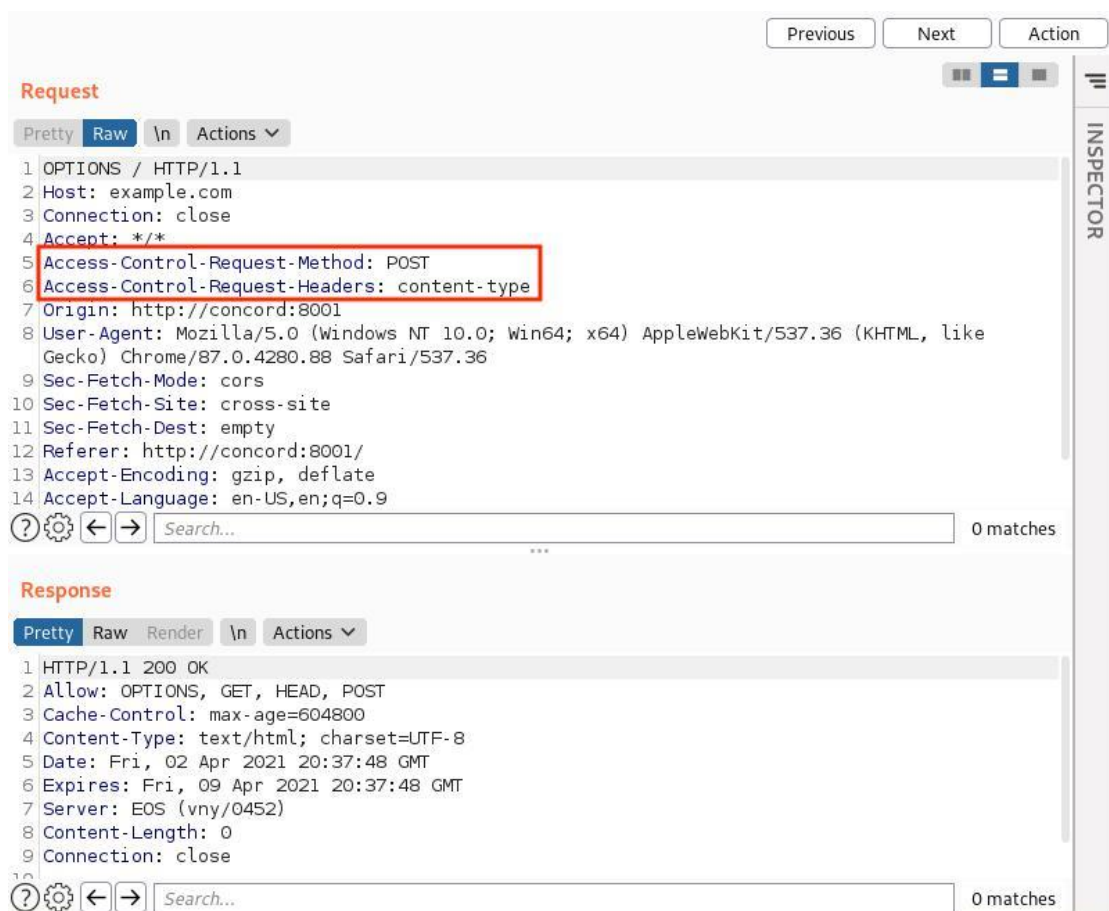 Previous Next Action
Request
Pretty Raw \n Actions
INSPECTOR
1 OPTIONS / HTTP/1.1
2 Host: example.com
3 Connection: close
4 Accept: */*
5 Access-Control-Request-Method: POST
6 Access-Control-Request-Headers: content-type
7 Origin: http://concord:8001
8 User-Agent: Mozilla/5.0 (Windows NT 10.0; Win64; x64) AppleWebKit/537.36 (KHTML, like
Gecko) Chrome/87.0.4280.88 Safari/537.36
9 Sec-Fetch-Mode: cors
10 Sec-Fetch-Site: cross-site
11 Sec-Fetch-Dest: empty
12 Referer: http://concord:8001/
13 Accept-Encoding: gzip, deflate
14 Accept-Language: en-US,en;q=0.9
? Search... 0 matches
Response
Pretty Raw Render \n Actions
1 HTTP/1.1 200 OK
2 Allow: OPTIONS, GET, HEAD, POST
3 Cache-Control: max-age=604800
4 Content-Type: text/html; charset=UTF-8
5 Date: Fri, 02 Apr 2021 20:37:48 GMT
6 Expires: Fri, 09 Apr 2021 20:37:48 GMT
7 Server: EOS (vny/0452)
8 Content-Length: 0
9 Connection: close
10
? Search... 0 matches